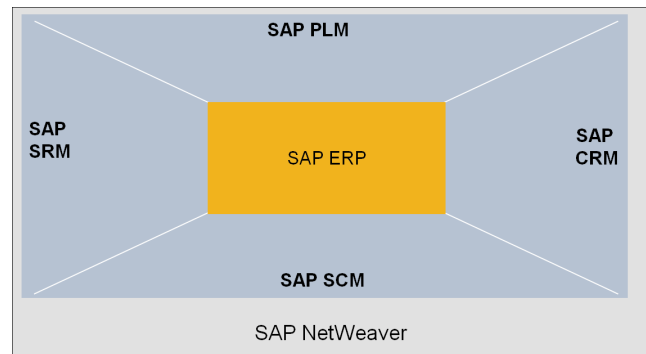 SAP PLM
SAP
SRM
SAP ERP
SAP
CRM
SAP SCM
SAP NetWeaver